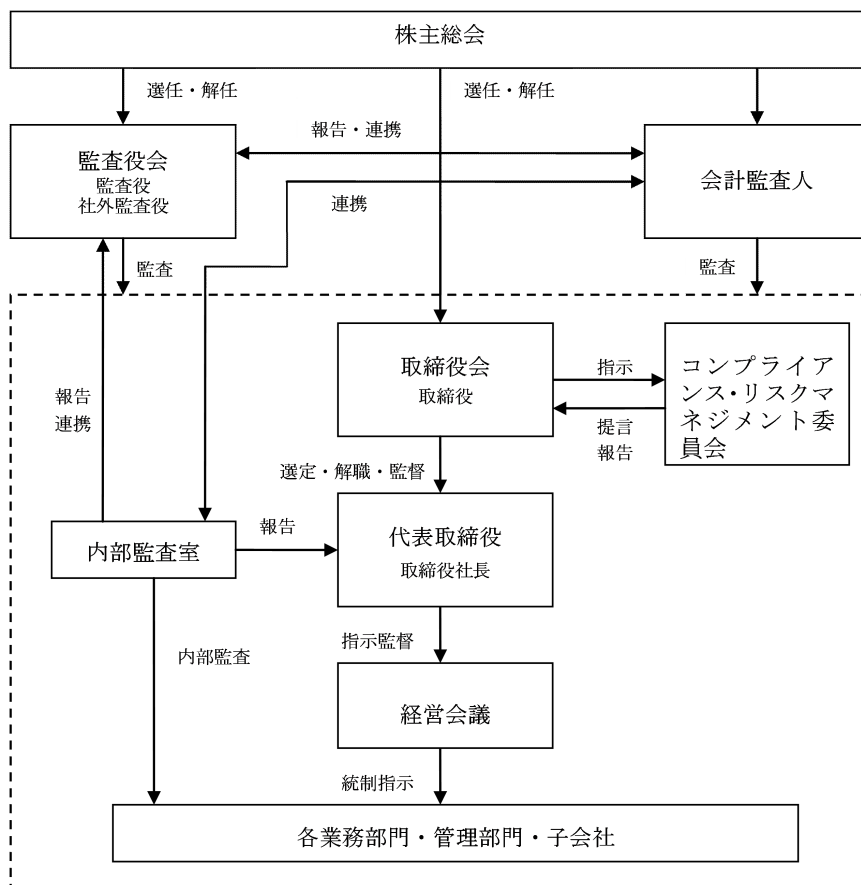 株主総会
選任・解任
選任・解任
報告・連携
監査役会
監査役
社外監査役
会計監査人
連携
監査
監査
取締役会
取締役
指示
コンプライア
ンス・リスクマ
ネジメント委
員会
提言
報告
報告
連携
選定・解職・監督
内部監査室
報告
代表取締役
取締役社長
指示監督
内部監査
経営会議
統制指示
各業務部門・管理部門・子会社